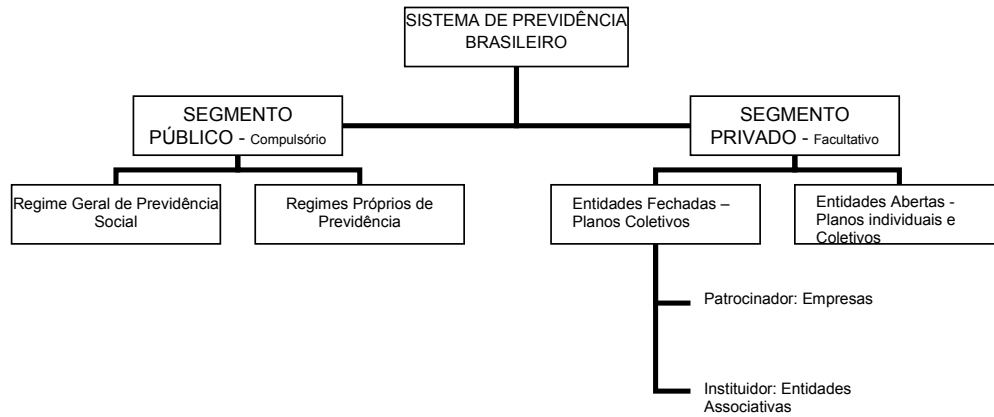 SISTEMA DE PREVIDÊNCIA
BRASILEIRO
SEGMENTO
PÚBLICO - Compulsório
SEGMENTO
PRIVADO - Facultativo
Regime Geral de Previdência
Social
Regimes Próprios de
Previdência
Entidades Fechadas –
Planos Coletivos
Entidades Abertas -
Planos individuais e
Coletivos
Patrocinador: Empresas
Instituidor: Entidades
Associativas